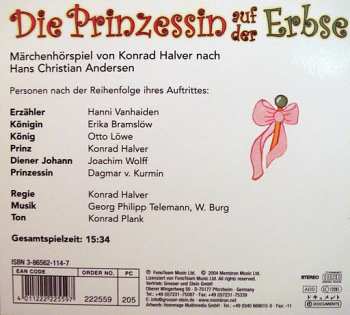 Die Prinzessin auf der Erbse
Märchenhörspiel von Konrad Halver nach
Hans Christian Andersen
Personen nach der Reihenfolge ihres Auftrittes:
Erzähler Hanni Vanhaiden
Königin Erika Bramslöw
König Otto Löwe
Prinz Konrad Halver
Diener Johann Joachim Wolff
Prinzessin Dagmar v. Kurmin
Regie Konrad Halver
Musik Georg Philipp Telemann, W. Burg
Ton Konrad Plank
Gesamtspielzeit: 15:34
ISBN 3-86562-114-7
EAN CODE ORDER NO. PC
4 011222 225597 222559 205
STEREO